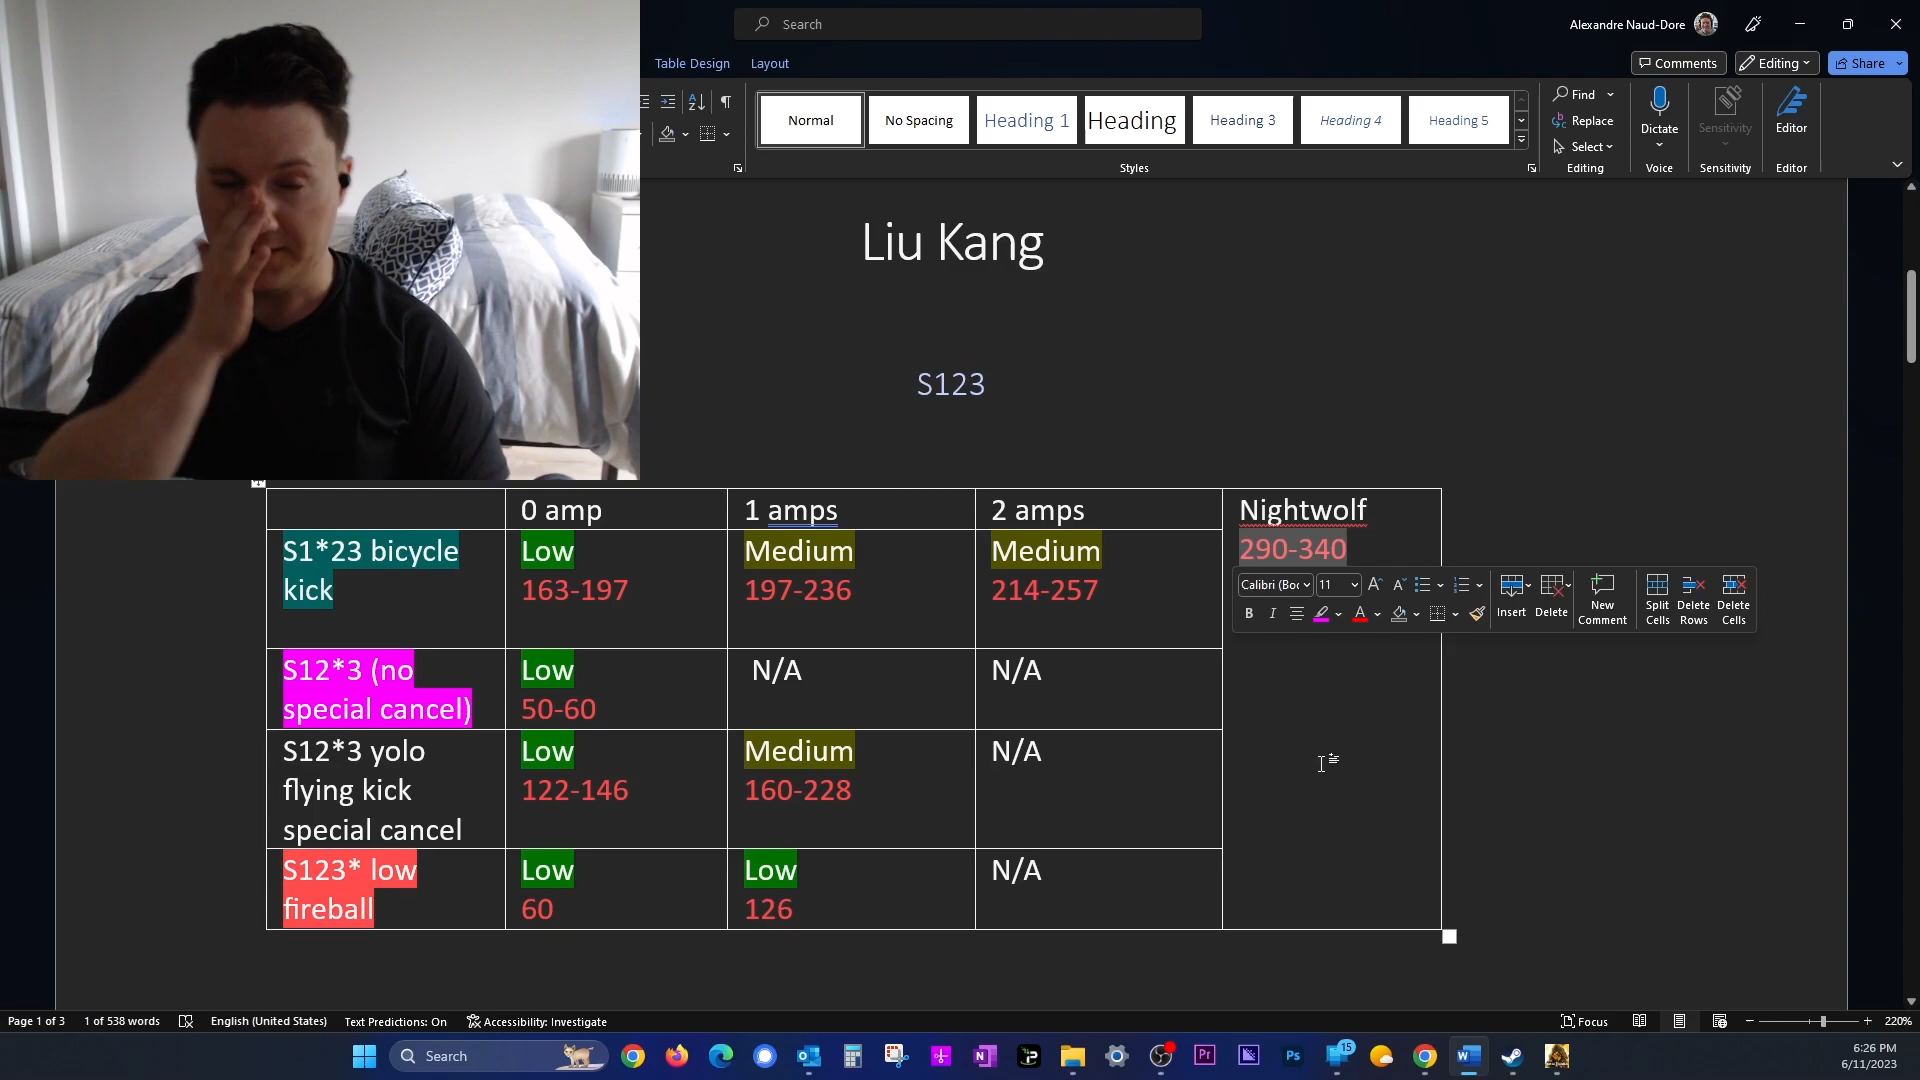 Search
Alexandre Naud-Dore
Table Design
Layout
Comments
Editing
Share
Normal
No Spacing
Heading 1
Heading
Heading 3
Heading 4
Heading 5
Find
Replace
Select
Dictate
Sensitivity
Editor
Styles
Editing
Voice
Sensitivity
Editor
Liu Kang
S123
0 amp
1 amps
2 amps
Nightwolf
290-340
S1*23 bicycle
kick
Low
163-197
Medium
197-236
Medium
214-257
Calibri (Boc
11
Insert
Delete
New
Comment
Split
Cells
Delete
Rows
Delete
Cells
S12*3 (no
special cancel)
Low
50-60
N/A
N/A
S12*3 yolo
flying kick
special cancel
Low
122-146
Medium
160-228
N/A
S123* low
fireball
Low
60
Low
126
N/A
Page 1 of 3
1 of 538 words
English (United States)
Text Predictions: On
Accessibility: Investigate
Focus
220%
Search
15
6:26 PM
6/11/2023